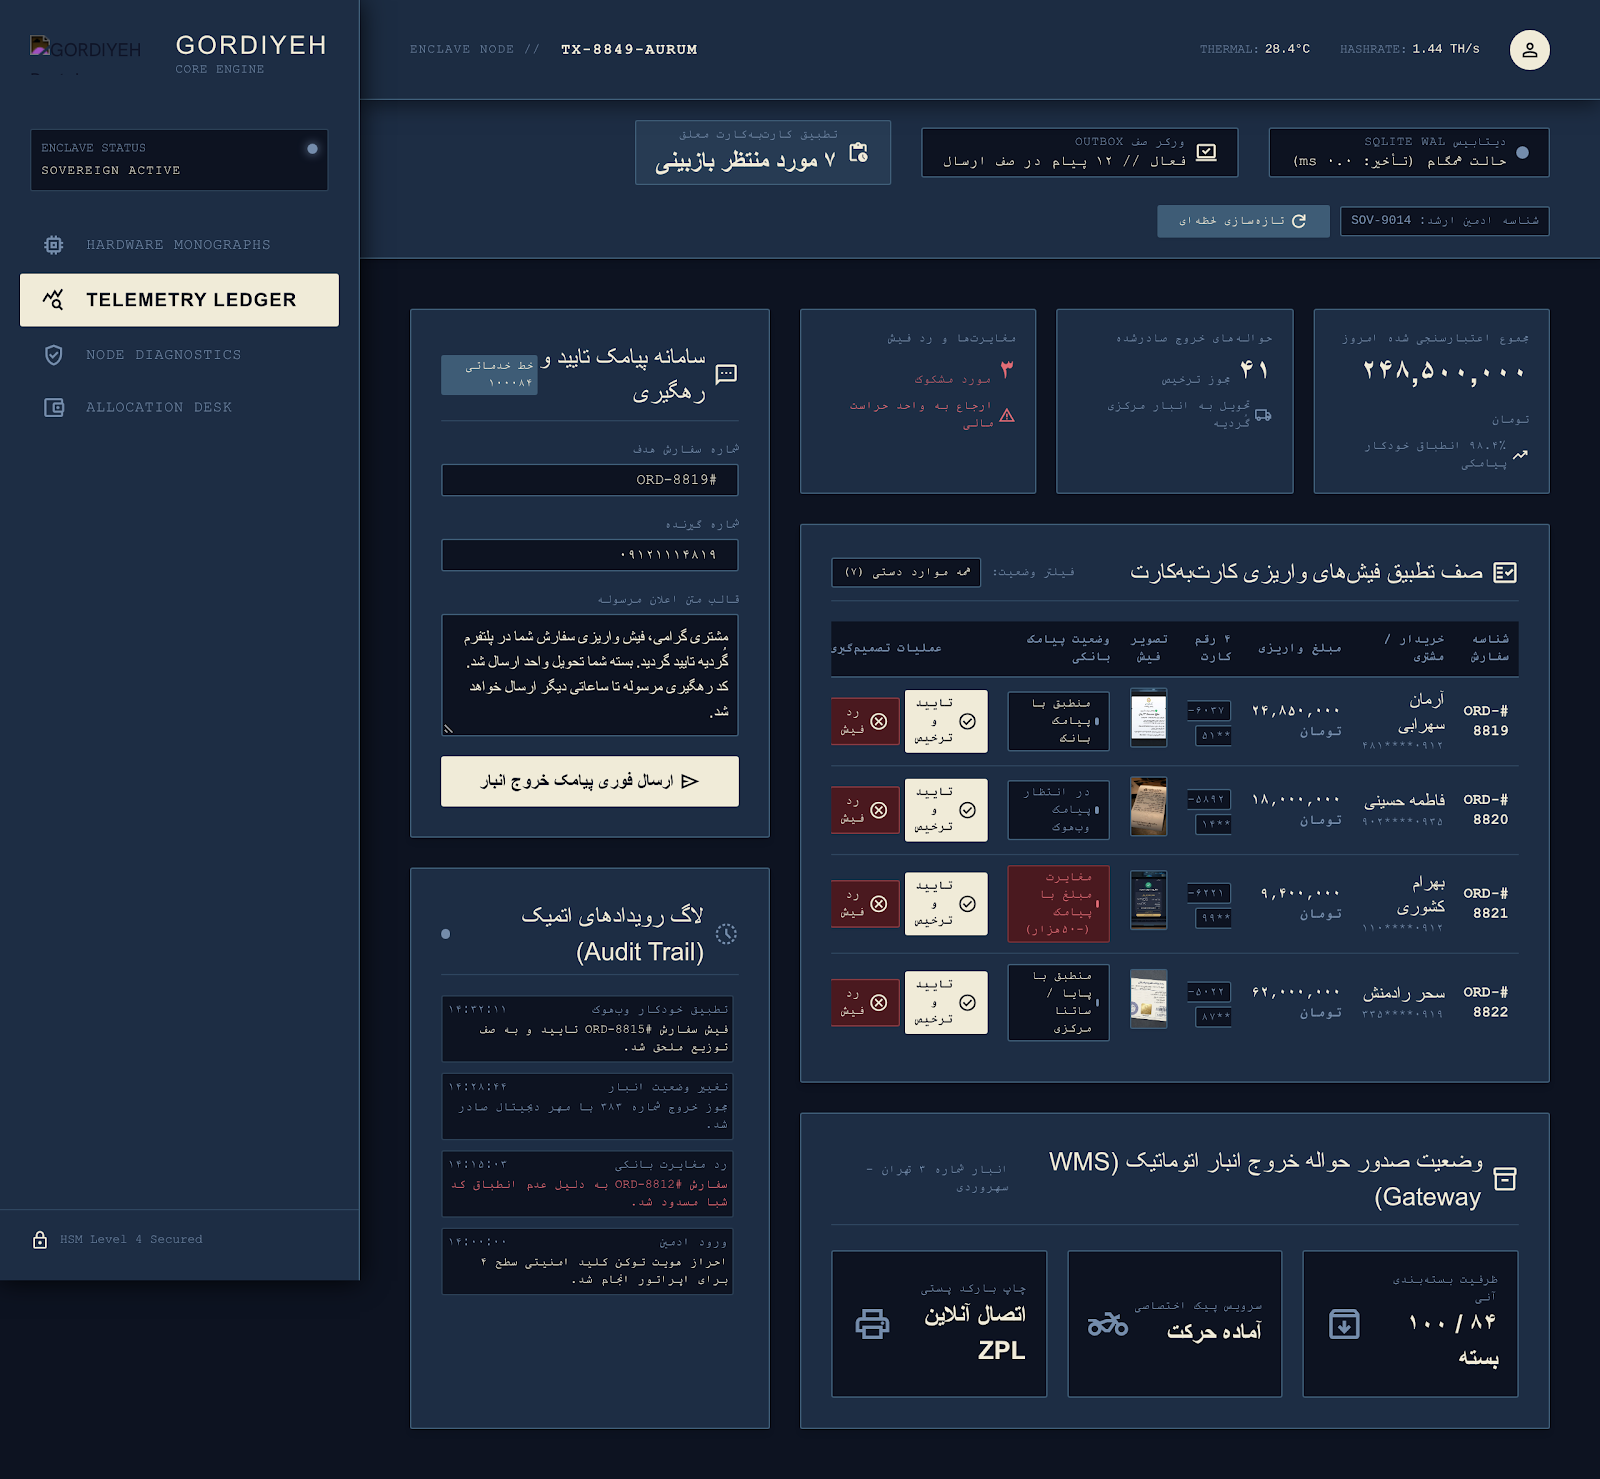 GORDIYEH
GORDIYEH
CORE ENGINE
ENCLAVE STATUS
SOVEREIGN ACTIVE
HARDWARE MONOGRAPHS
TELEMETRY LEDGER
NODE DIAGNOSTICS
ALLOCATION DESK
HSM Level 4 Secured
ENCLAVE NODE // TX-8849-AURUM
THERMAL: 28.4°C
HASHRATE: 1.44 TH/s
دیتابیس SQLITE WAL
حالت همگام (تأخیر: ۰.۰ ms)
ورکر صف OUTBOX
فعال // ۱۲ پیام در صف ارسال
تطبیق کارت‌به‌کارت معلق
۷ مورد منتظر بازبینی
شناسه ادمین ارشد: SOV-9014
تازه‌سازی لحظه‌ای
مجموع اعتبارسنجی شده امروز
۲۴۸,۵۰۰,۰۰۰
تومان
۹۸.۴٪ انطباق خودکار
پیامکی
حواله‌های خروج صادرشده
۴۱ مجوز ترخیص
تحویل به انبار مرکزی
گُردیه
مغایرت‌ها و رد فیش
۳ مورد مشکوک
ارجاع به واحد حراست
مالی
صف تطبیق فیش‌های واریزی کارت‌به‌کارت
فیلتر وضعیت:
همه موارد دستی (۷)
شناسه
سفارش
خریدار /
مشتری
مبلغ واریزی
۴ رقم
کارت
تصویر
فیش
وضعیت پیامک
بانکی
عملیات تصمیم‌گیری
ORD-#
8819
آرمان
سهرابی
۰۹۱۲****۴۸۱
۲۴,۸۵۰,۰۰۰
تومان
۶۰۳۷-
**۵۱
منطبق با
پیامک
بانک
تایید
و
ترخیص
رد
فیش
ORD-#
8820
فاطمه حسینی
۰۹۳۵****۹۰۲
۱۸,۰۰۰,۰۰۰
تومان
۵۸۹۲-
**۱۴
در انتظار
پیامک
وب‌هوک
تایید
و
ترخیص
رد
فیش
ORD-#
8821
بهرام
کشوری
۰۹۱۲****۱۱۰
۹,۴۰۰,۰۰۰
تومان
۶۲۲۱-
**۹۹
مغایرت
مبلغ با
پیامک
(-۵۰هزار)
تایید
و
ترخیص
رد
فیش
ORD-#
8822
سحر رادمنش
۰۹۱۹****۳۳۵
۶۲,۰۰۰,۰۰۰
تومان
۵۰۲۲-
**۸۷
منطبق با
پایا /
ساتنا
مرکزی
تایید
و
ترخیص
رد
فیش
وضعیت صدور حواله خروج انبار اتوماتیک (WMS
Gateway)
انبار شماره ۲ تهران -
سهروردی
ظرفیت بسته‌بندی
آنی
۸۴ / ۱۰۰
بسته
سرویس پیک اختصاصی
آماده حرکت
چاپ بارکد پستی
اتصال آنلاین
ZPL
سامانه پیامک تایید و
رهگیری
خط خدماتی
۱۰۰۰۸۴
شماره سفارش هدف
ORD-8819#
شماره گیرنده
۰۹۱۲۱۱۱۴۸۱۹
قالب متن اعلان مرسوله
مشتری گرامی، فیش واریزی سفارش شما در پلتفرم
گُردیه تایید گردید. بسته شما تحویل واحد ارسال شد.
کد رهگیری مرسوله تا ساعاتی دیگر ارسال خواهد
شد.
ارسال فوری پیامک خروج انبار
لاگ رویدادهای اتمیک
(Audit Trail)
تطبیق خودکار وب‌هوک
۱۴:۳۲:۱۱
فیش سفارش #ORD-8815 تایید و به صف
توزیع ملحق شد.
تغییر وضعیت انبار
۱۴:۲۸:۴۴
مجوز خروج شماره ۳۸۳ با مهر دیجیتال صادر
شد.
رد مغایرت بانکی
۱۴:۱۵:۰۳
سفارش #ORD-8812 به دلیل عدم انطباق کد
شبا مسدود شد.
ورود ادمین
۱۴:۰۰:۰۰
احراز هویت توکن کلید امنیتی سطح ۴
برای اپراتور انجام شد.